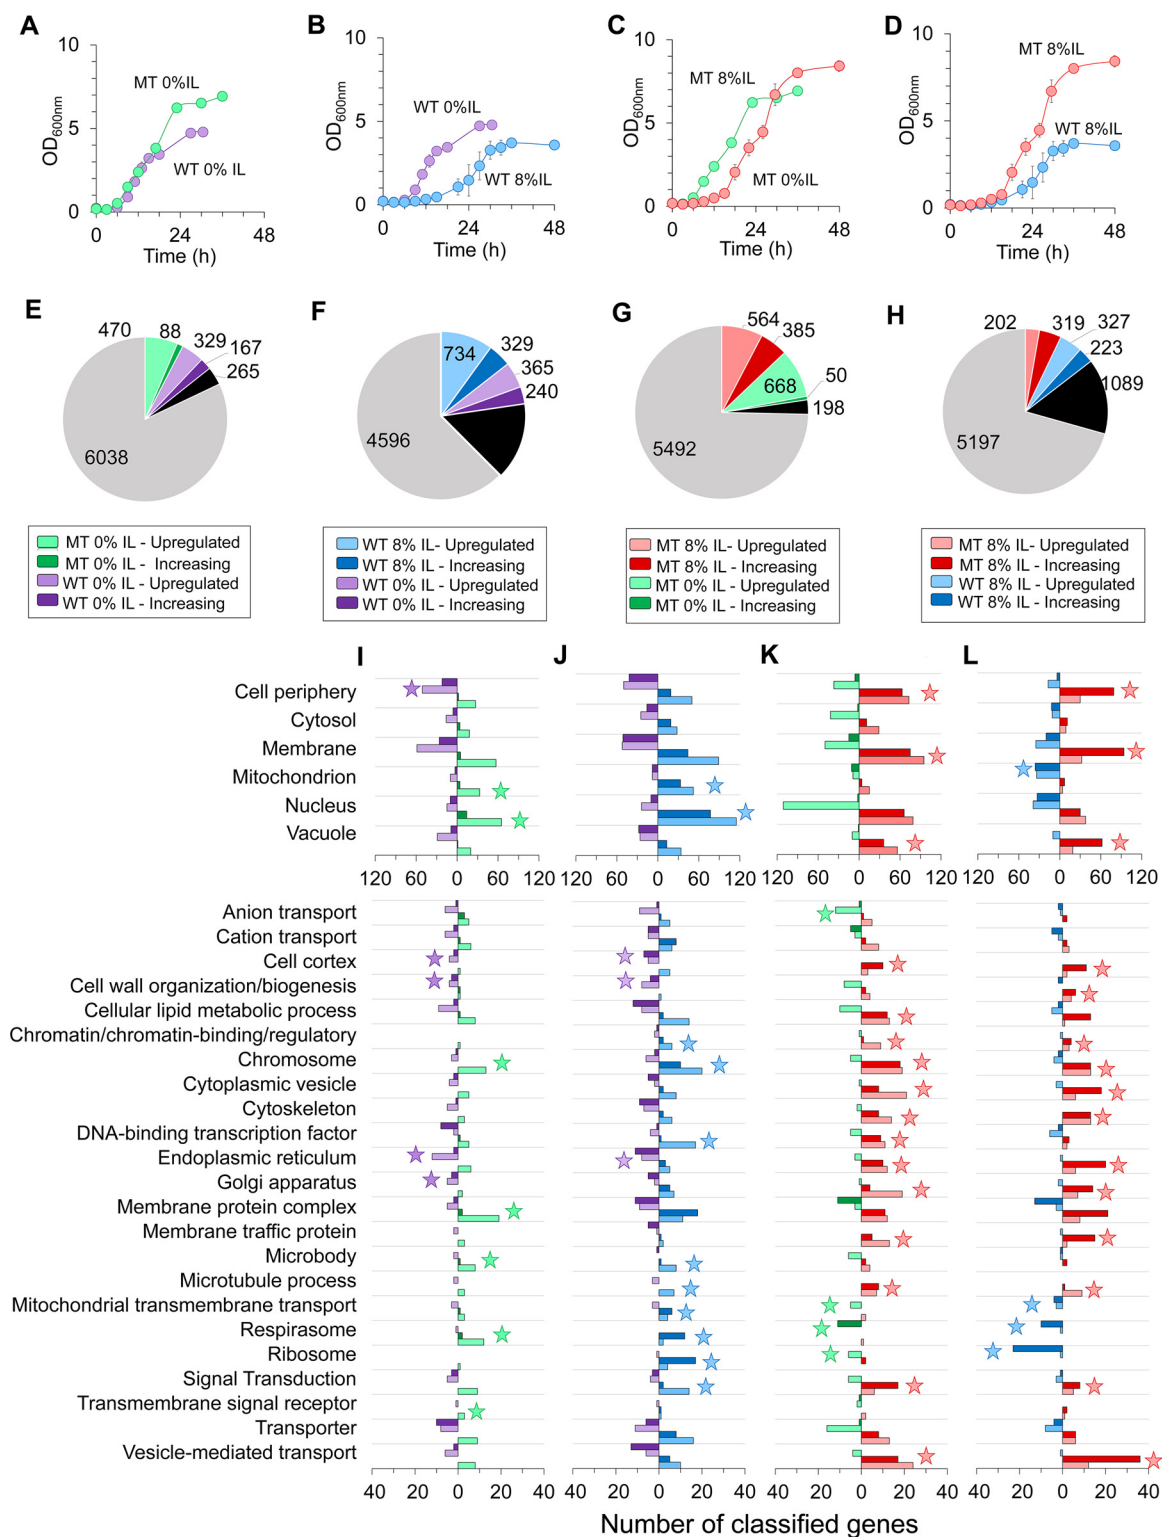 A
B
C
D
10
MT 0%IL
WT 0% IL
OD600nm
5
0
0 24 48
Time (h)
10
WT 0%IL
WT 8%IL
OD600nm
5
0
0 24 48
Time (h)
10
MT 8%IL
MT 0%IL
OD600nm
5
0
0 24 48
Time (h)
10
MT 8%IL
WT 8%IL
OD600nm
5
0
0 24 48
Time (h)
E
470 88 329 167 265
6038
F
734 329 365 240
4596
G
564 385 668 50 198
5492
H
202 319 327 223 1089
5197
MT 0% IL - Upregulated
MT 0% IL - Increasing
WT 0% IL - Upregulated
WT 0% IL - Increasing
WT 8% IL- Upregulated
WT 8% IL - Increasing
WT 0% IL - Upregulated
WT 0% IL - Increasing
MT 8% IL- Upregulated
MT 8% IL - Increasing
MT 0% IL - Upregulated
MT 0% IL - Increasing
MT 8% IL- Upregulated
MT 8% IL - Increasing
WT 8% IL - Upregulated
WT 8% IL - Increasing
I
J
K
L
Cell periphery
Cytosol
Membrane
Mitochondrion
Nucleus
Vacuole
120 60 0 60 120
120 60 0 60 120
120 60 0 60 120
120 60 0 60 120
Anion transport
Cation transport
Cell cortex
Cell wall organization/biogenesis
Cellular lipid metabolic process
Chromatin/chromatin-binding/regulatory
Chromosome
Cytoplasmic vesicle
Cytoskeleton
DNA-binding transcription factor
Endoplasmic reticulum
Golgi apparatus
Membrane protein complex
Membrane traffic protein
Microbody
Microtubule process
Mitochondrial transmembrane transport
Respirasome
Ribosome
Signal Transduction
Transmembrane signal receptor
Transporter
Vesicle-mediated transport
40 20 0 20 40
40 20 0 20 40
40 20 0 20 40
40 20 0 20 40
Number of classified genes